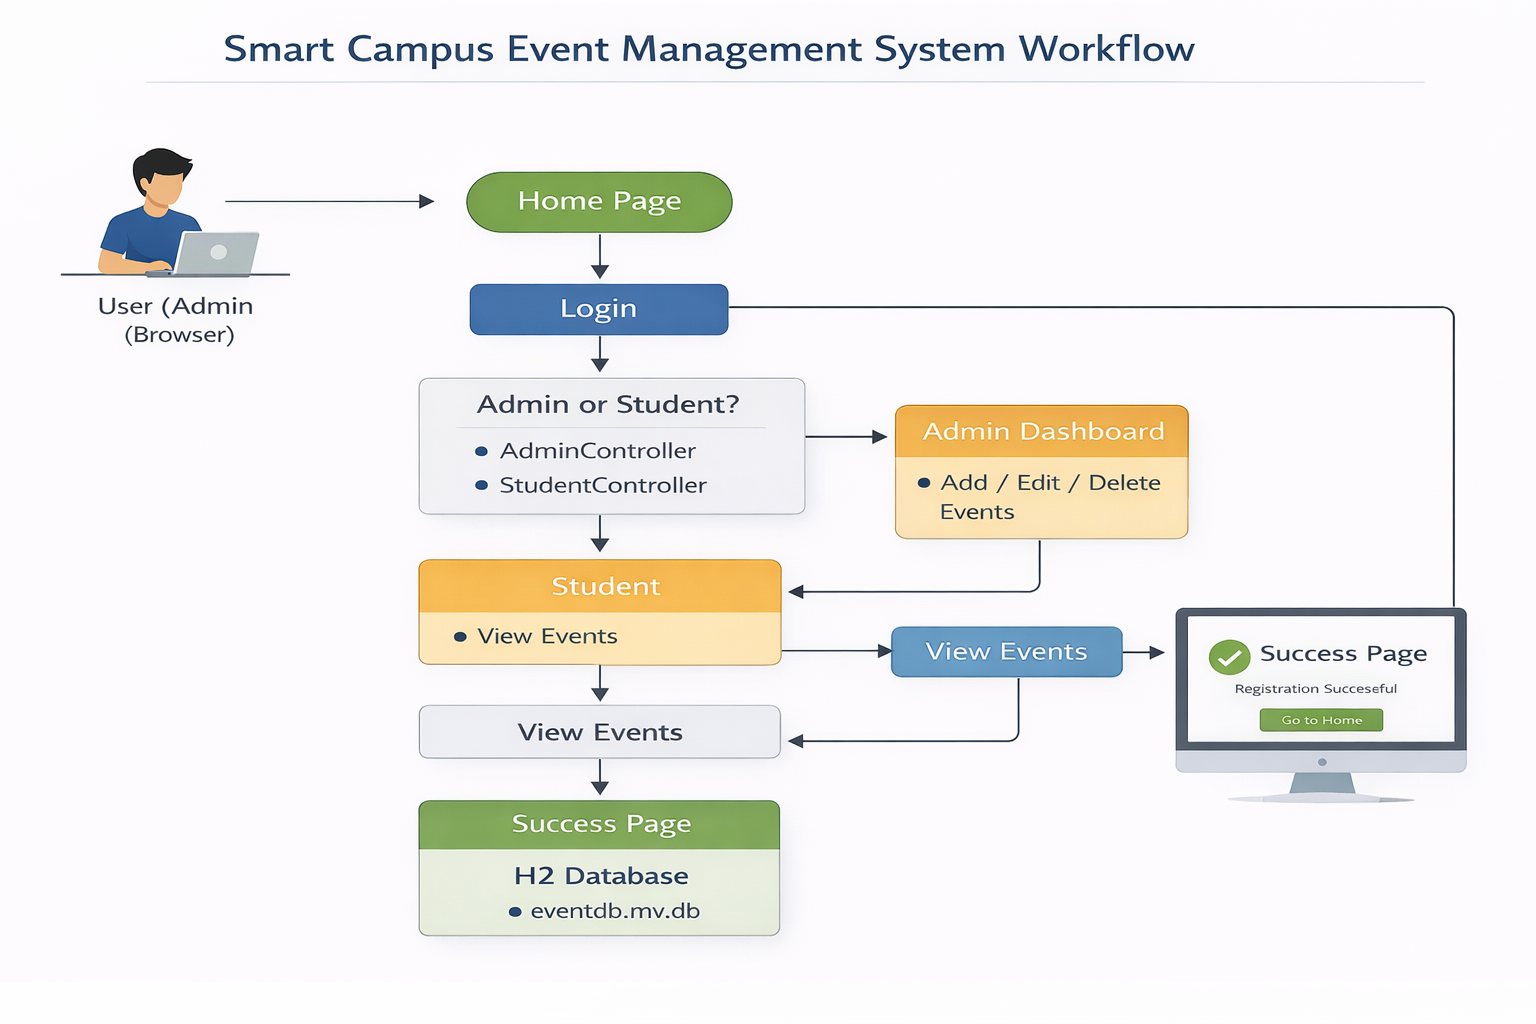 Smart Campus Event Management System Workflow
User (Admin
(Browser)
Home Page
Login
Admin or Student?
• AdminController
• StudentController
Admin Dashboard
• Add / Edit / Delete
Events
Student
• View Events
View Events
Success Page
Registration Succeseful
Go to Home
View Events
Success Page
H2 Database
• eventdb.mv.db